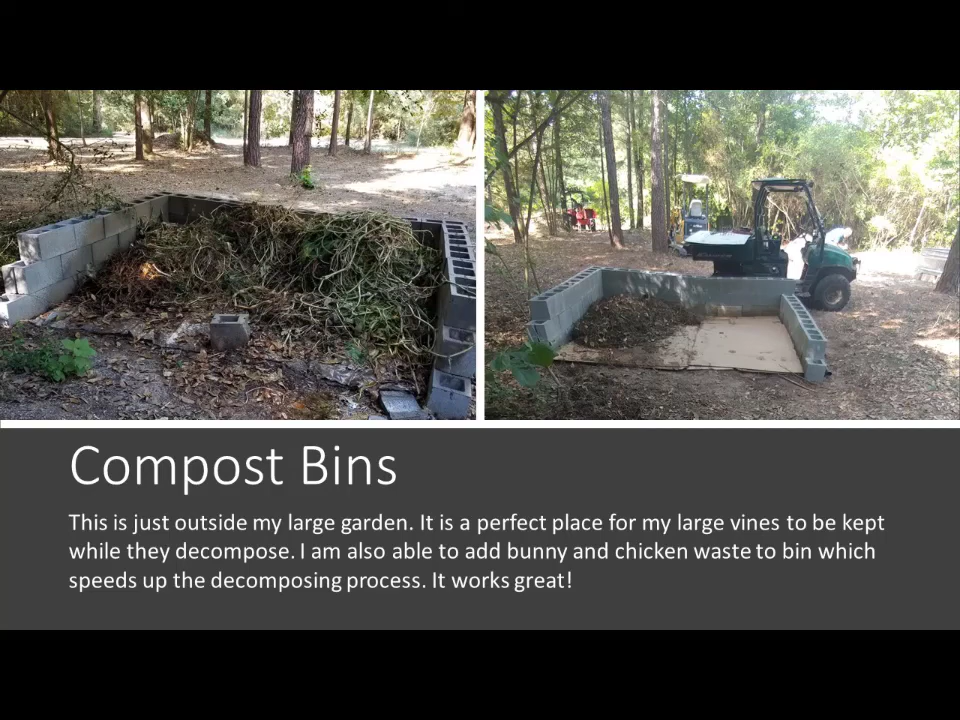 Compost Bins
This is just outside my large garden. It is a perfect place for my large vines to be kept
while they decompose. I am also able to add bunny and chicken waste to bin which
speeds up the decomposing process. It works great!